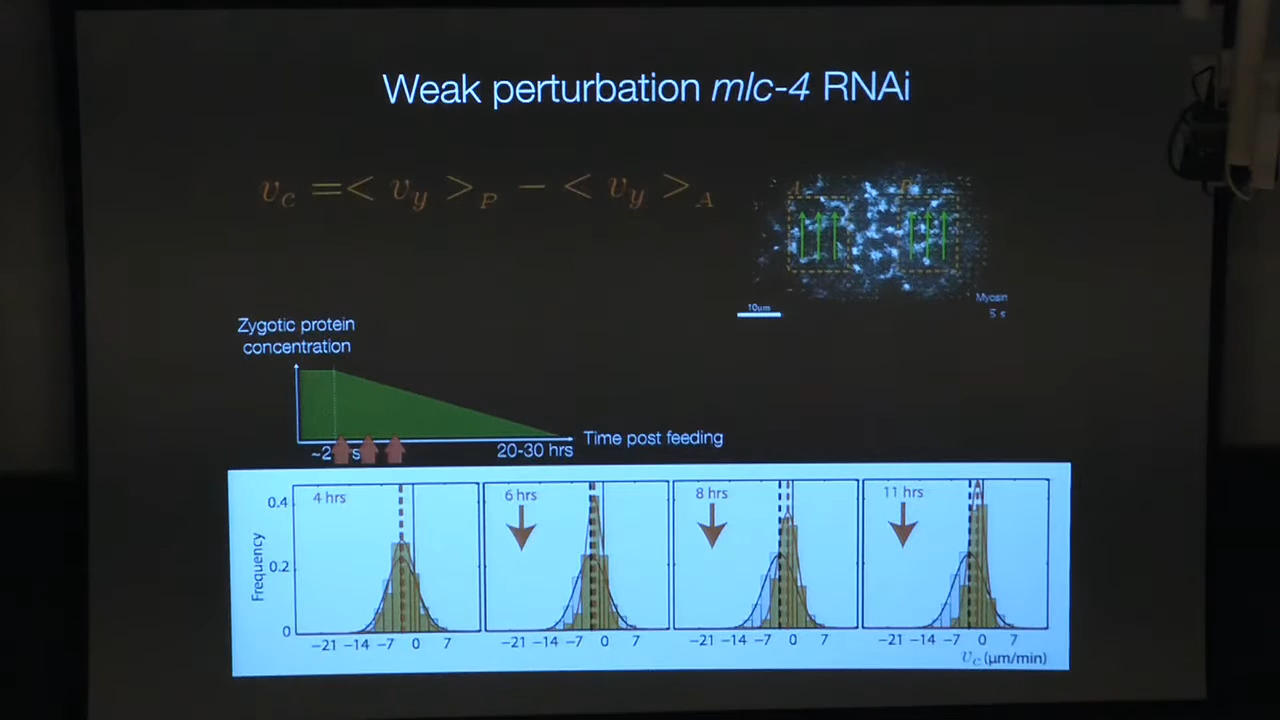 Weak perturbation mlc-4 RNAi
v_c =< v_y >_P − < v_y >_A
A
10μm
Myosin
5 s
Zygotic protein
concentration
Time post feeding
20-30 hrs
4 hrs
6 hrs
8 hrs
11 hrs
Frequency
0.4
0.2
0
−21 −14 −7 0 7
−21 −14 −7 0 7
−21 −14 −7 0 7
−21 −14 −7 0 7
v_c (μm/min)